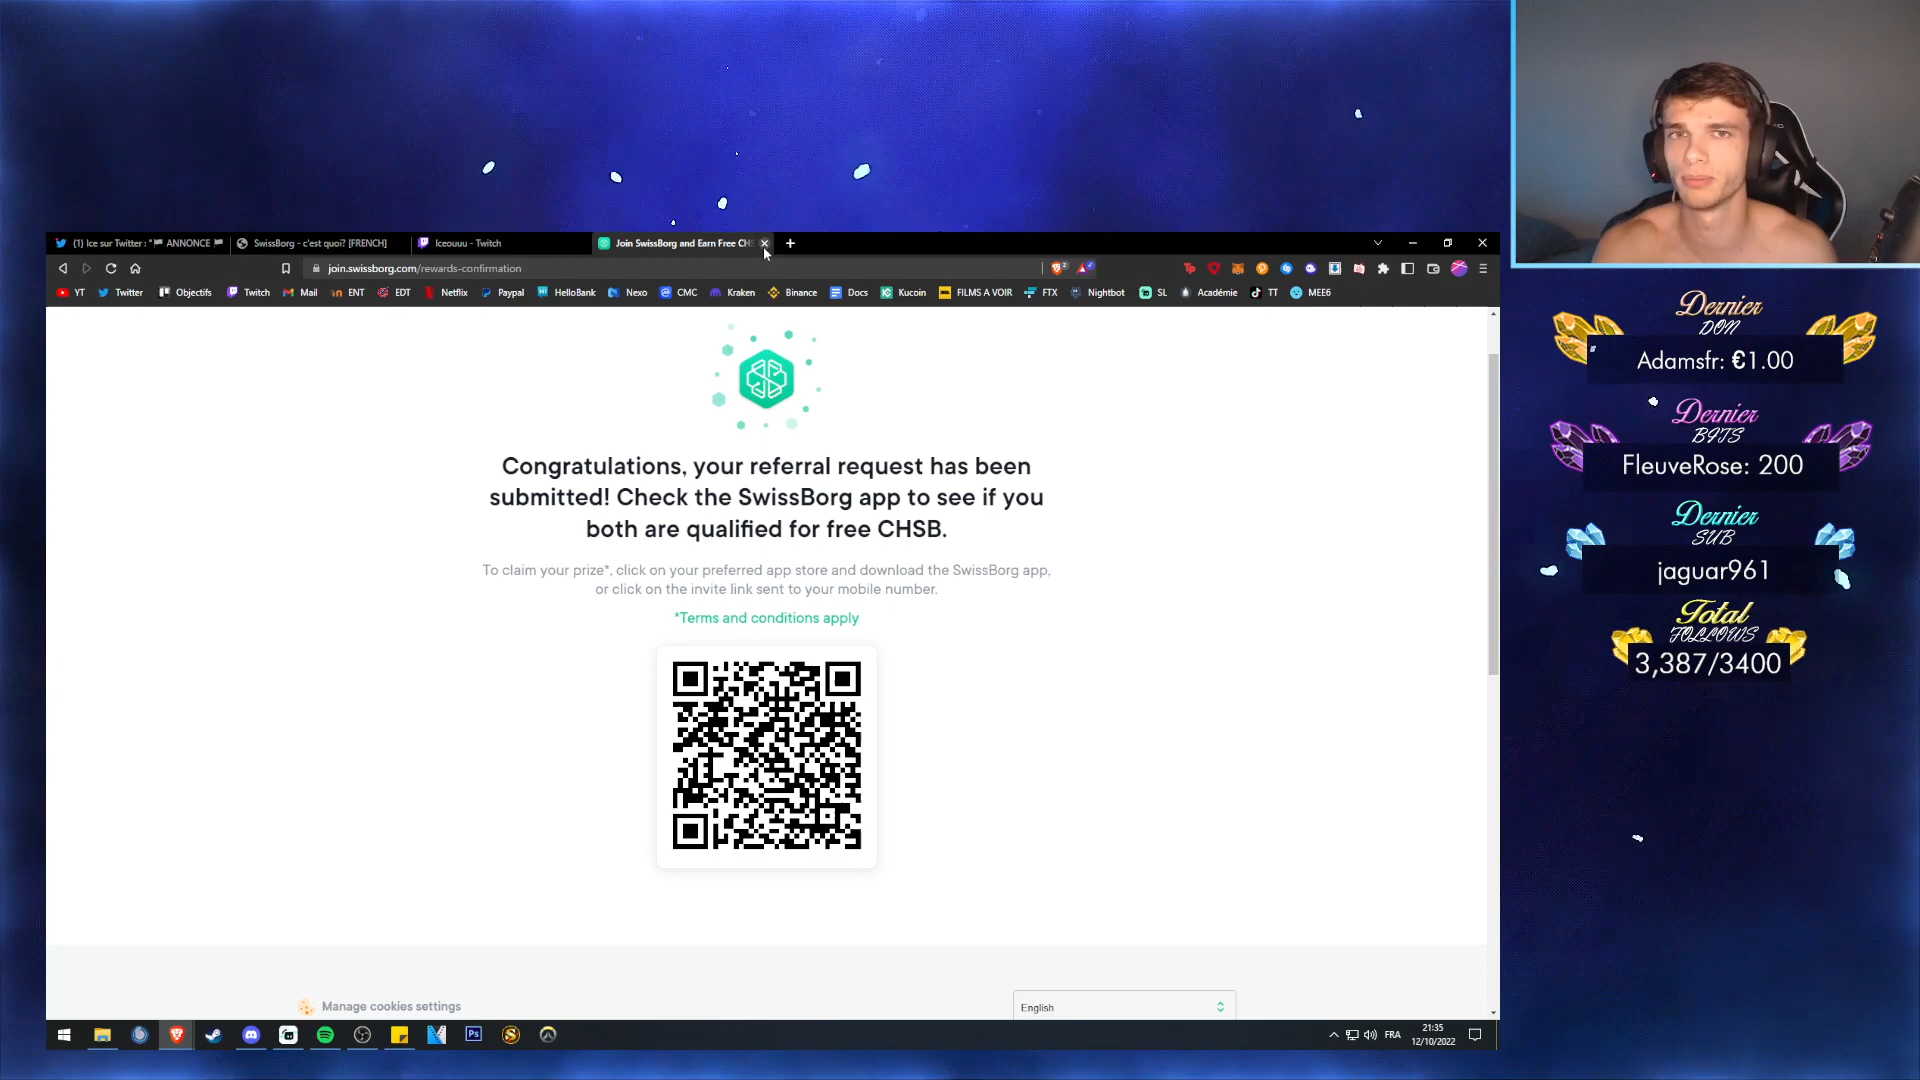 (1) Ice sur Twitter : "🏴 ANNONCE 🏴
SwissBorg - c'est quoi? [FRENCH]
Iceouuu - Twitch
Join SwissBorg and Earn Free CHS
join.swissborg.com/rewards-confirmation
YT Twitter Objectifs Twitch Mail ENT EDT Netflix Paypal HelloBank Nexo CMC Kraken Binance Docs Kucoin FILMS A VOIR FTX Nightbot SL Académie TT MEE6
Congratulations, your referral request has been
submitted! Check the SwissBorg app to see if you
both are qualified for free CHSB.
To claim your prize*, click on your preferred app store and download the SwissBorg app,
or click on the invite link sent to your mobile number.
*Terms and conditions apply
Manage cookies settings
English
FRA
21:35
12/10/2022
Dernier
DON
Adamsfr: €1.00
Dernier
BITS
FleuveRose: 200
Dernier
SUB
jaguar961
Total
FOLLOWS
3,387/3400